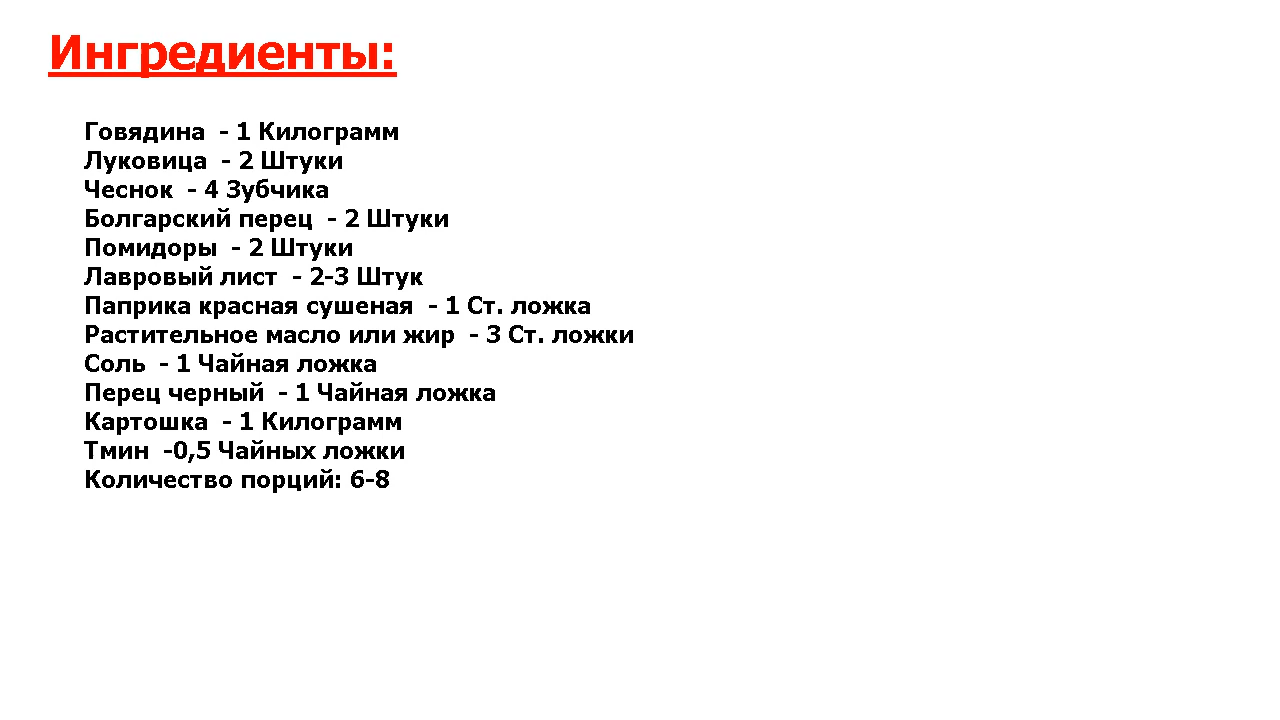 Ингредиенты:
Говядина  - 1 Килограмм
Луковица  - 2 Штуки
Чеснок  - 4 Зубчика
Болгарский перец  - 2 Штуки
Помидоры  - 2 Штуки
Лавровый лист  - 2-3 Штук
Паприка красная сушеная  - 1 Ст. ложка
Растительное масло или жир  - 3 Ст. ложки
Соль  - 1 Чайная ложка
Перец черный  - 1 Чайная ложка
Картошка  - 1 Килограмм
Тмин  -0,5 Чайных ложки
Количество порций: 6-8